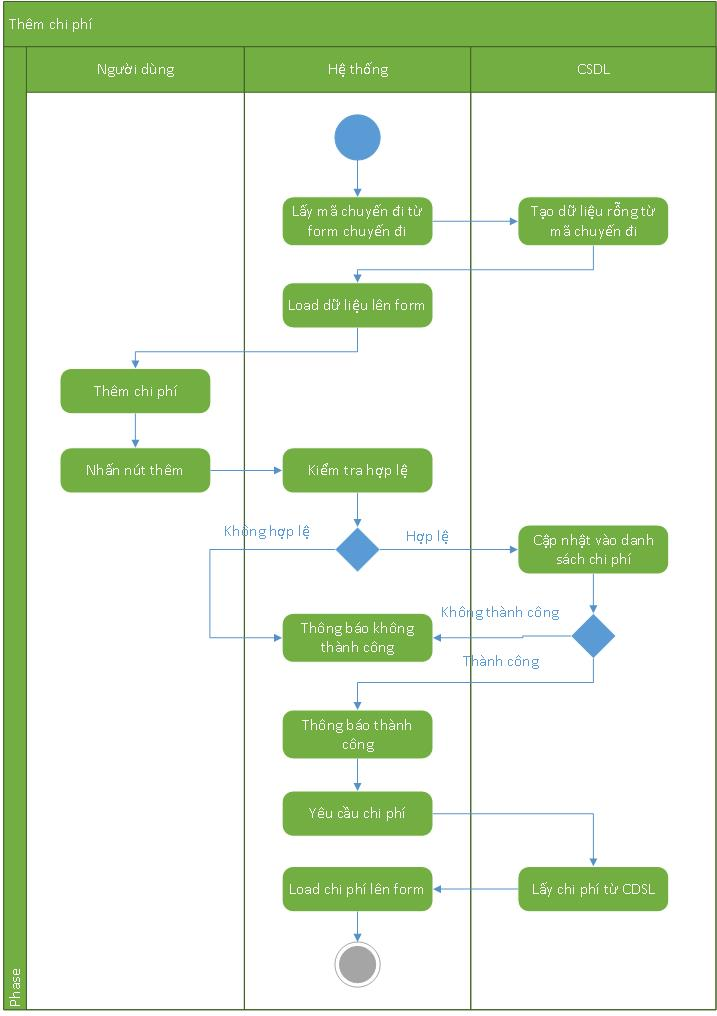 Thêm chi phí
Người dùng
Hệ thống
CSDL
Lấy mã chuyến đi từ
form chuyến đi
Tạo dữ liệu rỗng từ
mã chuyến đi
Load dữ liệu lên form
Thêm chi phí
Nhấn nút thêm
Kiểm tra hợp lệ
Không hợp lệ
Hợp lệ
Cập nhật vào danh
sách chi phí
Không thành công
Thông báo không
thành công
Thành công
Thông báo thành
công
Yêu cầu chi phí
Load chi phí lên form
Lấy chi phí từ CDSL
Phase